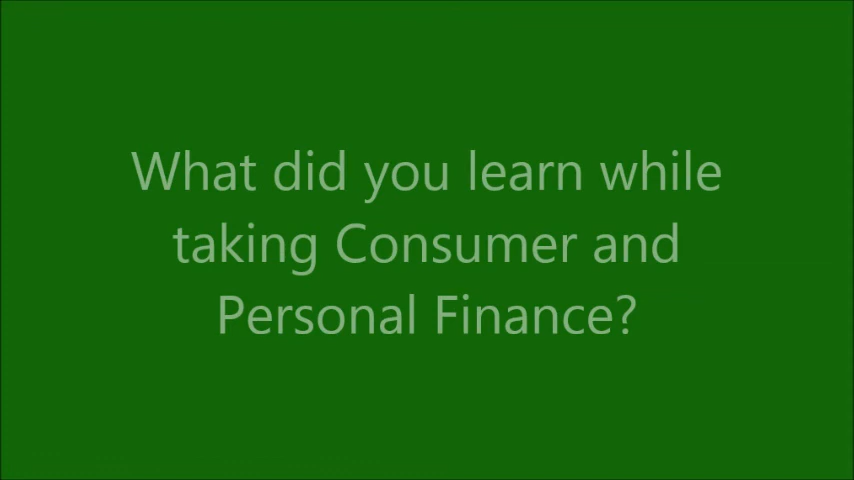 What did you learn while
taking Consumer and
Personal Finance?